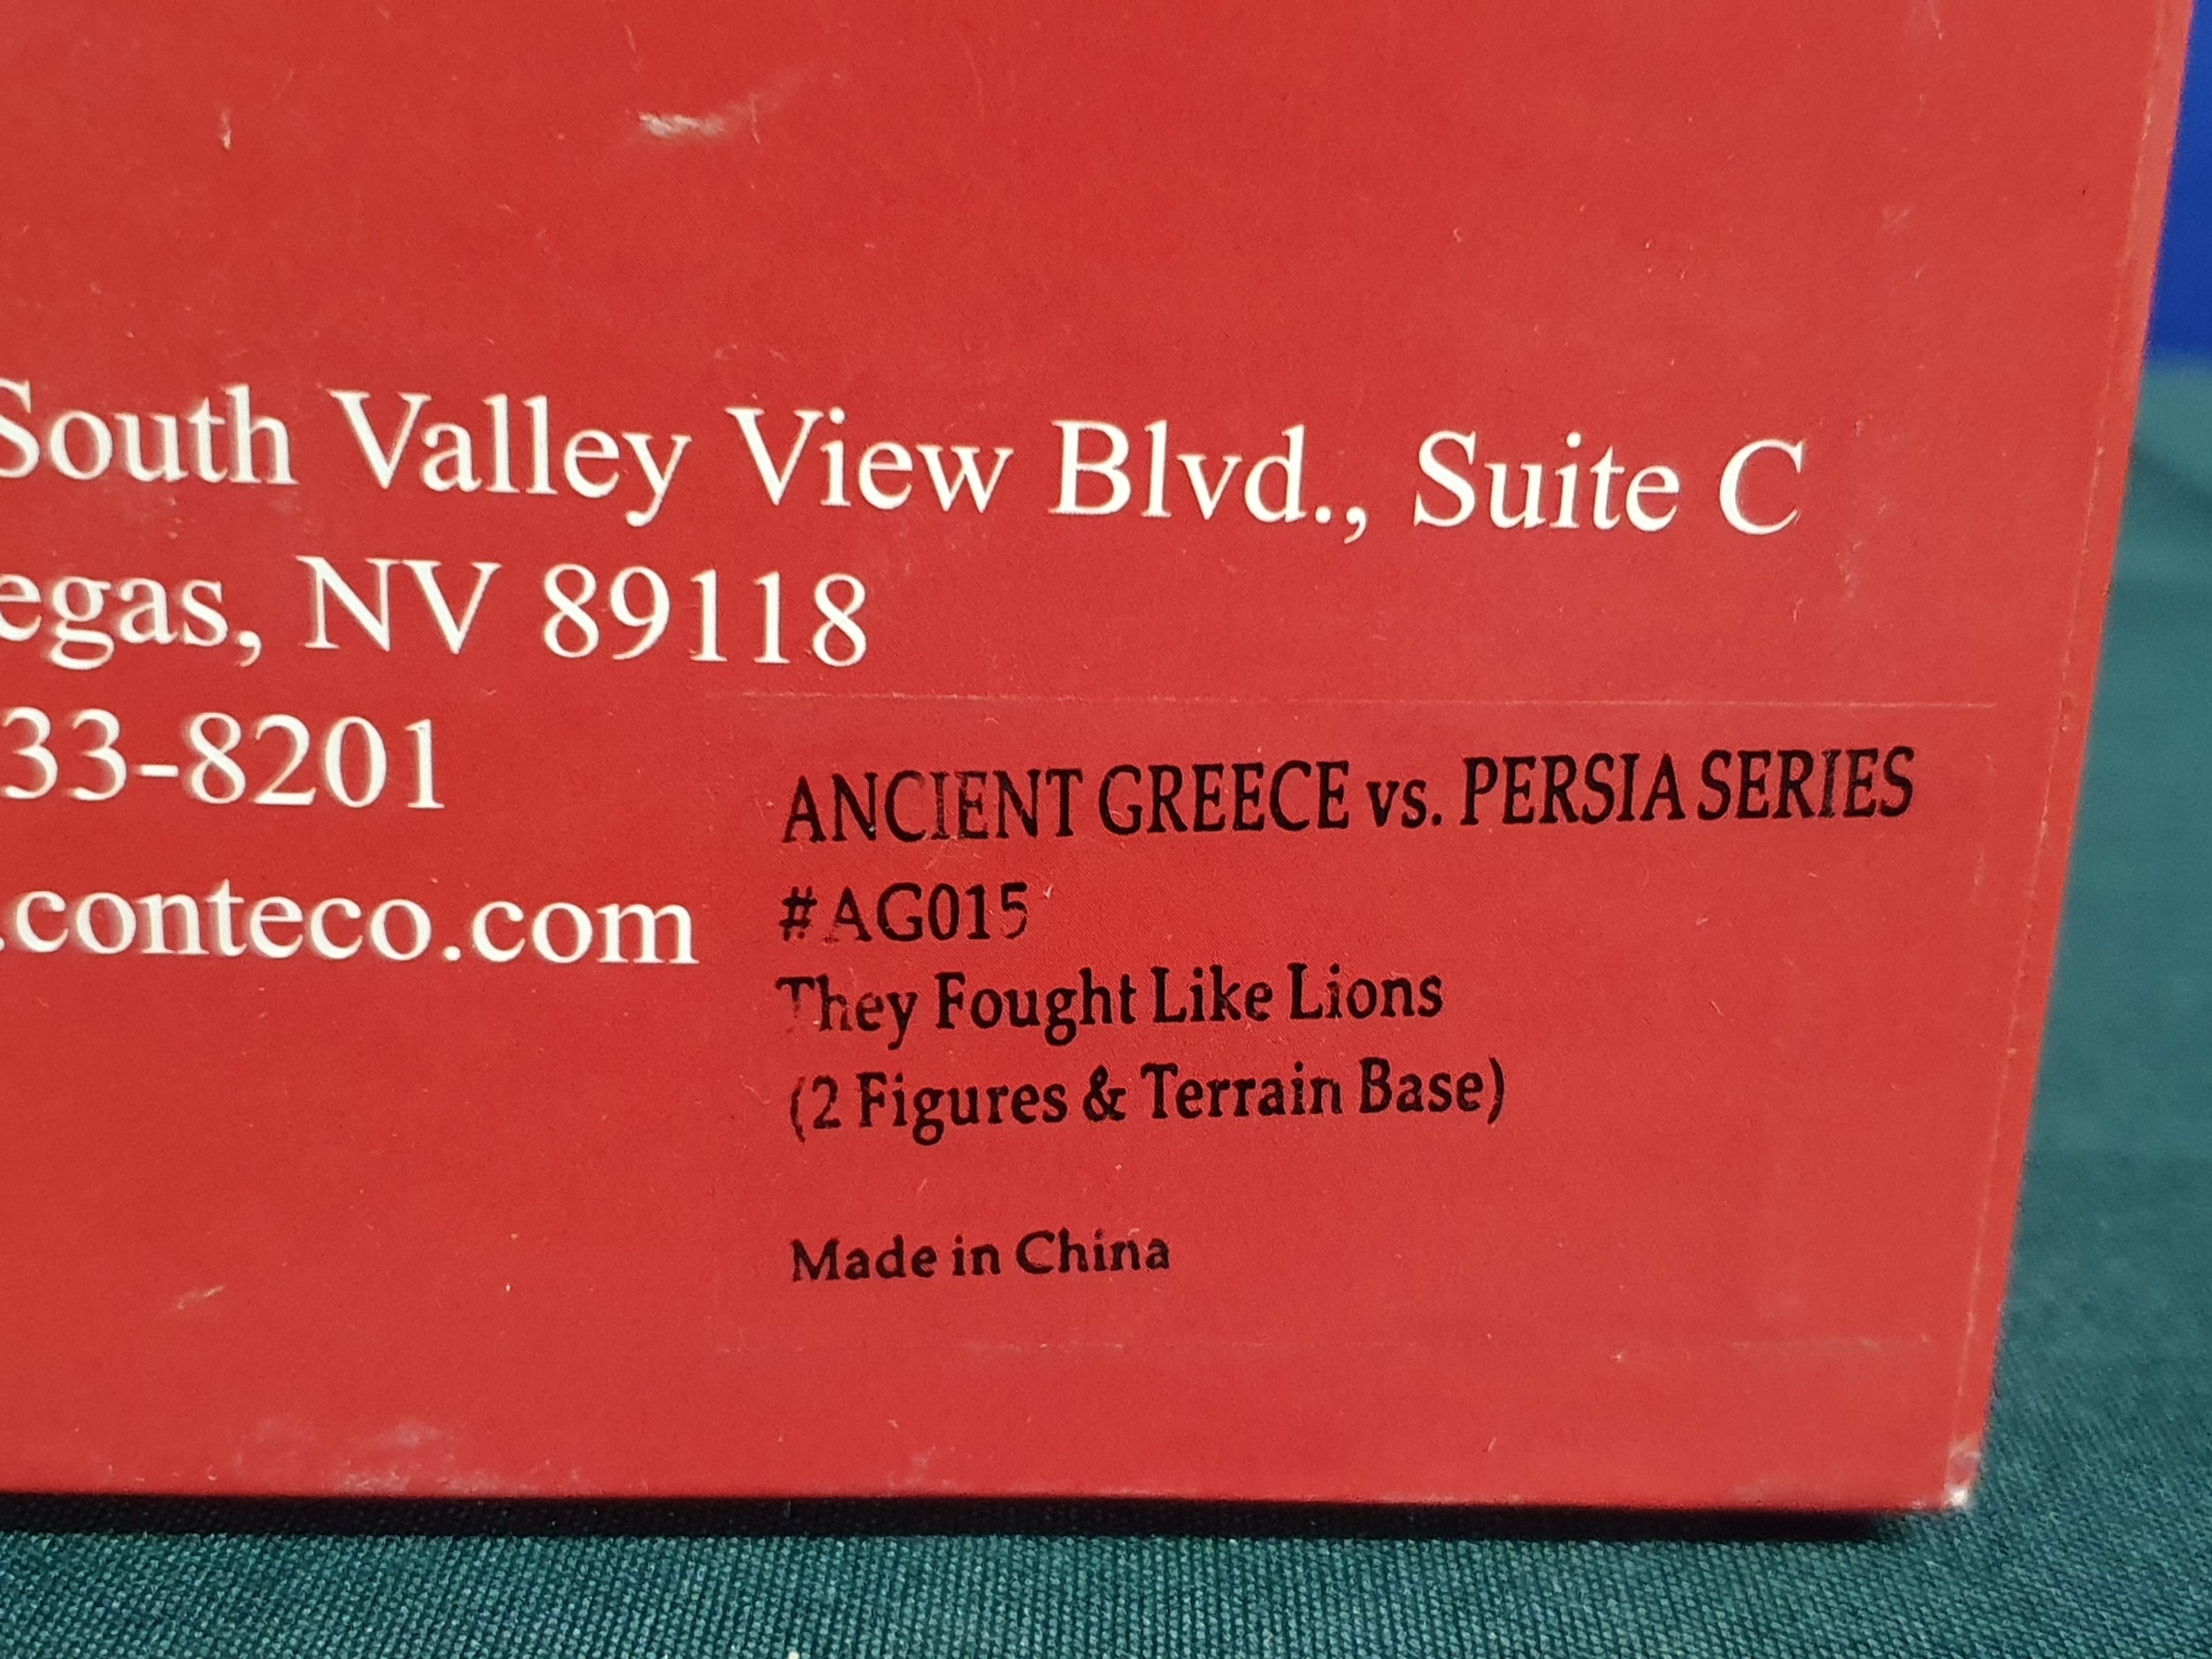 South Valley View Blvd., Suite C
egas, NV 89118
33-8201
.conteco.com
ANCIENT GREECE vs. PERSIA SERIES
#AG015
They Fought Like Lions
(2 Figures & Terrain Base)
Made in China